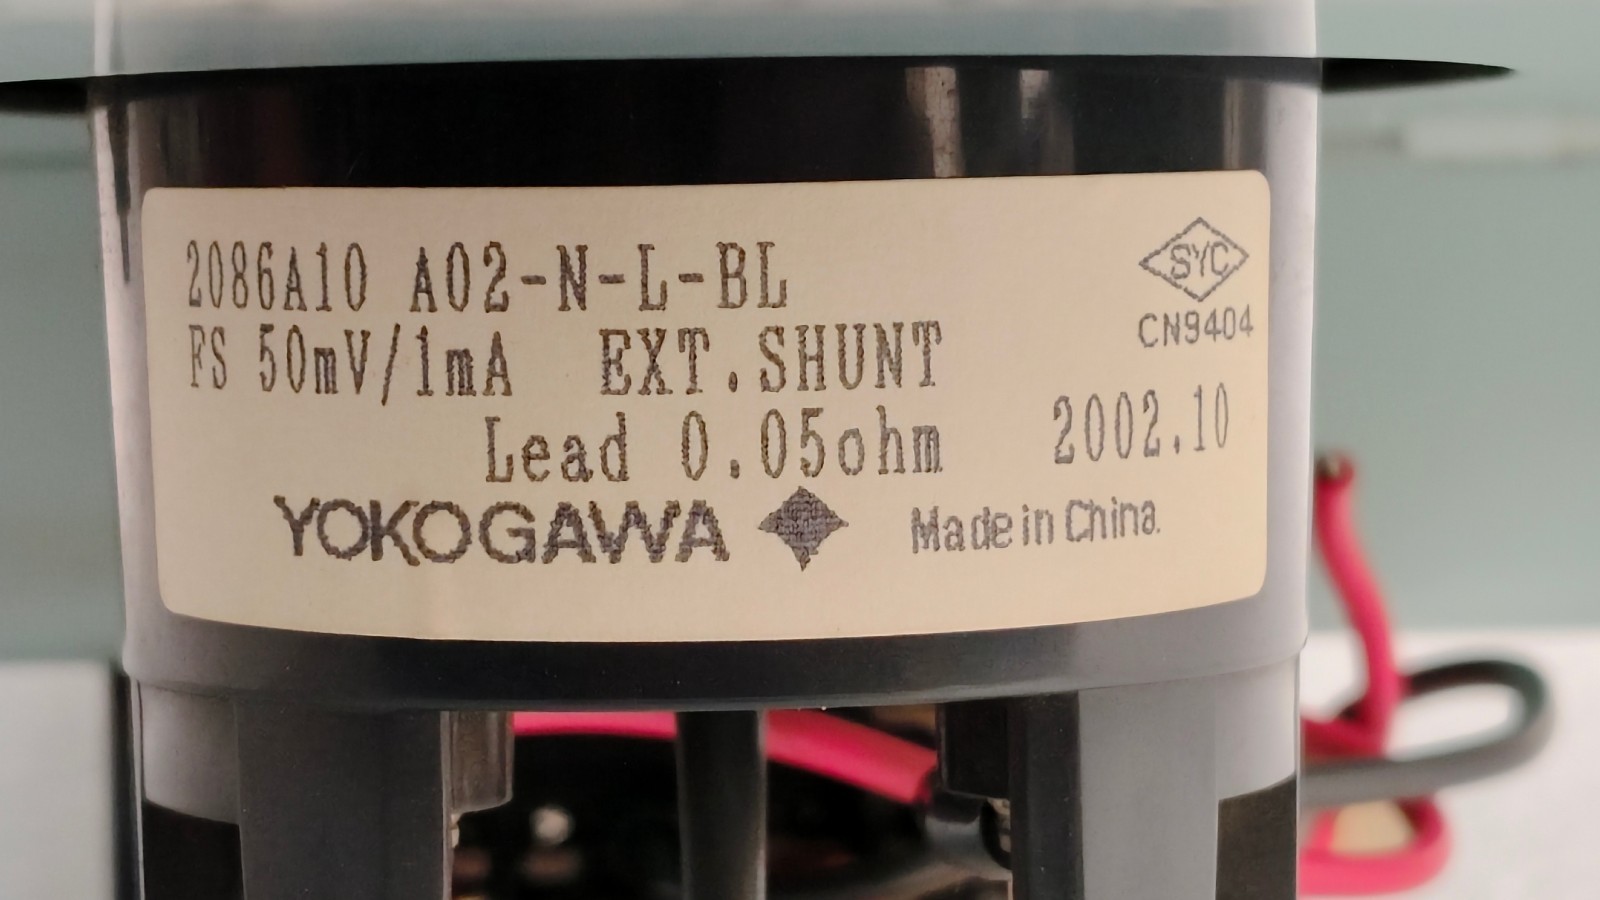 2086A10 A02-N-L-BL
SYC
CN9404
FS 50mV/1mA EXT.SHUNT
Lead 0.05ohm 2002.10
YOKOGAWA Made in China.